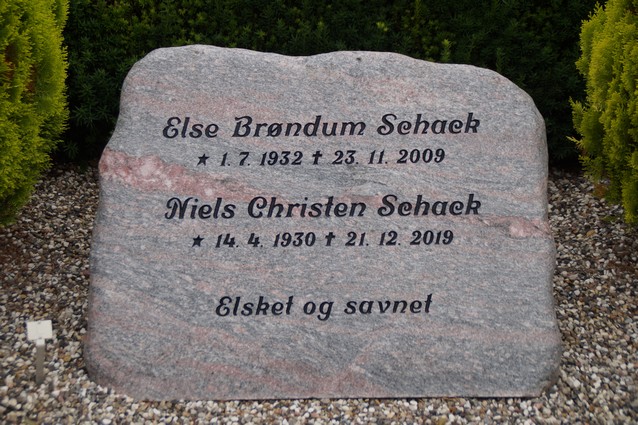 Else Brøndum Schack
★ 1. 7. 1932 ✝ 23. 11. 2009
Niels Christen Schack
★ 14. 4. 1930 ✝ 21. 12. 2019
Elsket og savnet